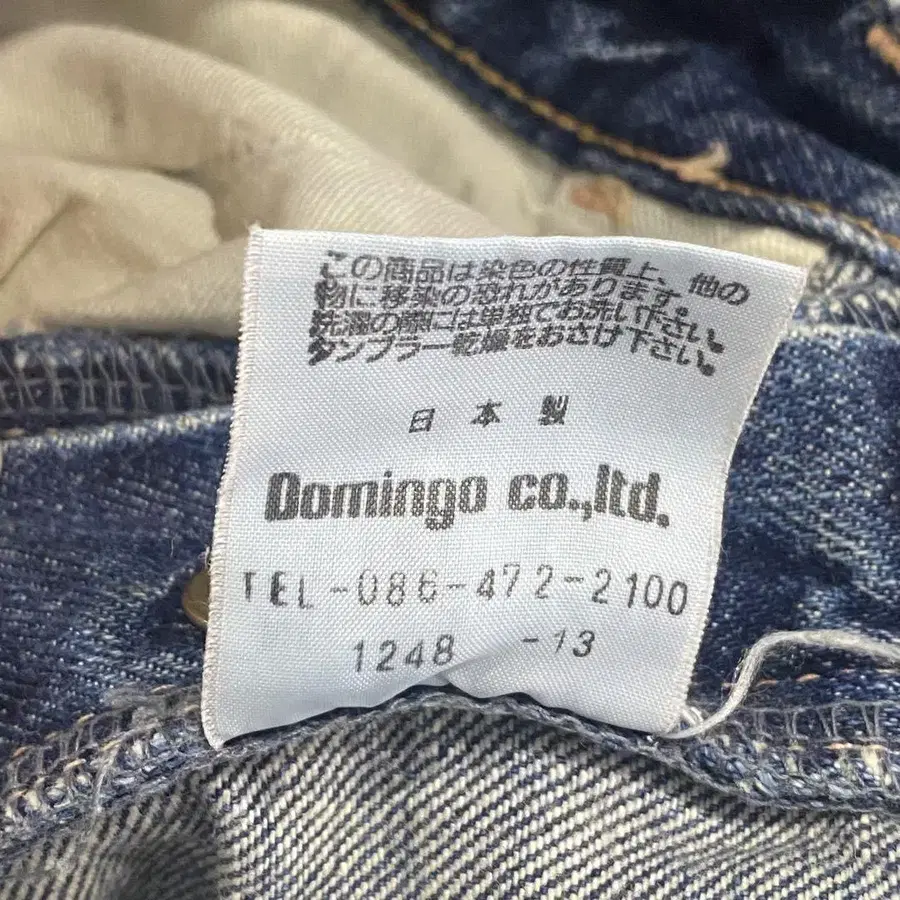 この商品は染色の性質上、他の
物に移染の恐れがあります。
洗濯の際には単独でお洗い下さい。
タンブラー乾燥をおさけ下さい。
日本製
Domingo co.,ltd.
TEL-086-472-2100
1248 -13